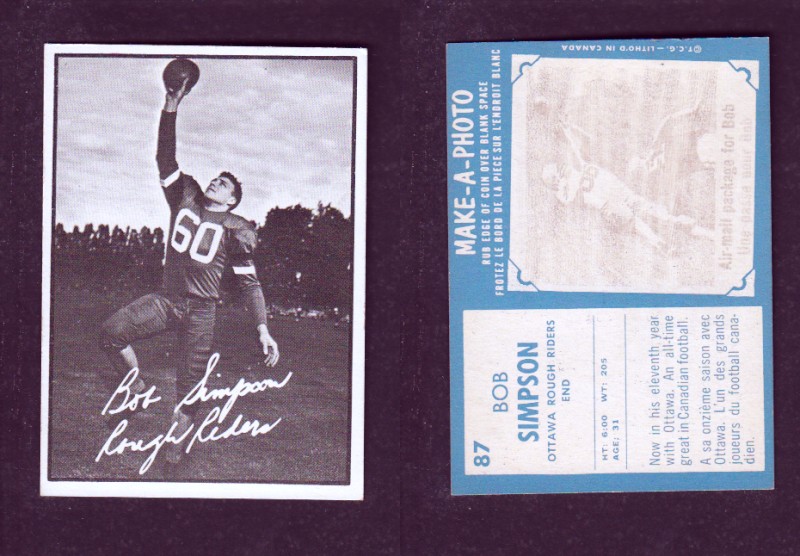 60
Bob Simpson
Rough Riders
© T.C.G. — LITHO'D IN CANADA
MAKE-A-PHOTO
RUB EDGE OF COIN OVER BLANK SPACE
FROTEZ LE BORD DE LA PIECE SUR L'ENDROIT BLANC
Air-mail package for Bob
87
BOB
SIMPSON
OTTAWA ROUGH RIDERS
END
HT: 6:00 WT: 205
AGE: 31
Now in his eleventh year
with Ottawa. An all-time
great in Canadian football.
A sa onzième saison avec
Ottawa. L'un des grands
joueurs du football cana-
dien.